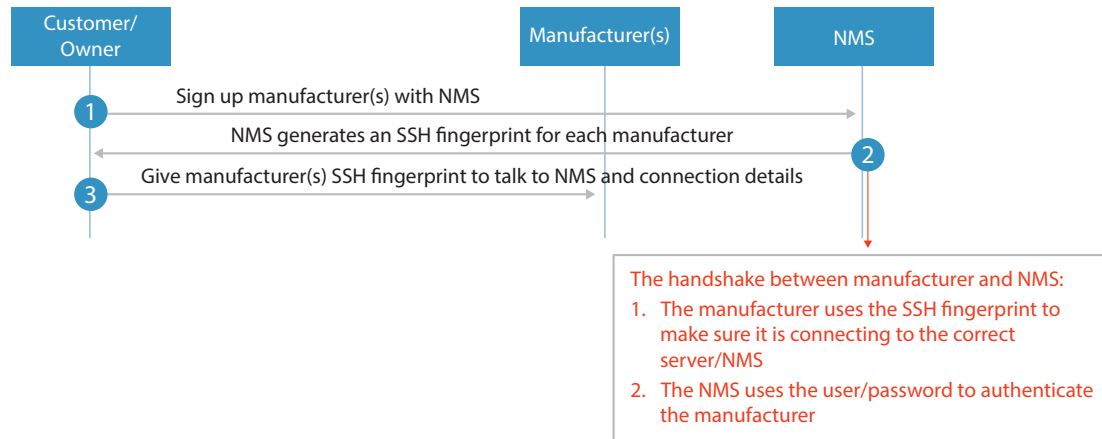 Customer/
Owner
Manufacturer(s)
NMS
Sign up manufacturer(s) with NMS
1
NMS generates an SSH fingerprint for each manufacturer
2
Give manufacturer(s) SSH fingerprint to talk to NMS and connection details
3
The handshake between manufacturer and NMS:
1. The manufacturer uses the SSH fingerprint to
make sure it is connecting to the correct
server/NMS
2. The NMS uses the user/password to authenticate
the manufacturer